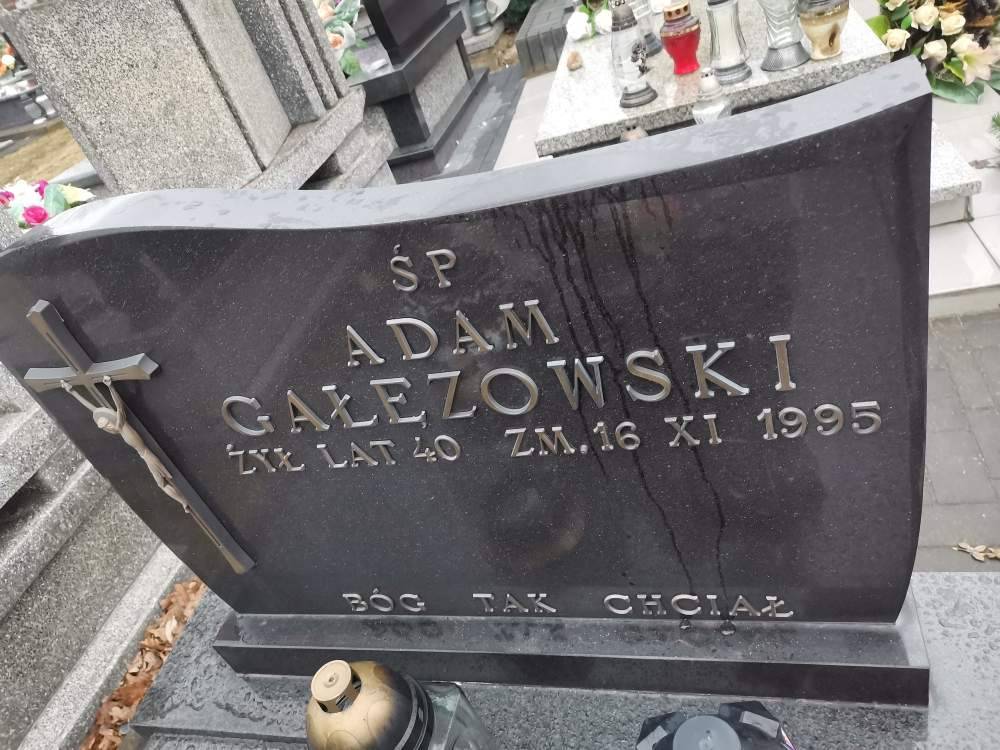 ŚP
ADAM
GAŁĘZOWSKI
ŻYŁ LAT 40 ZM. 16 XI 1995
BÓG TAK CHCIAŁ